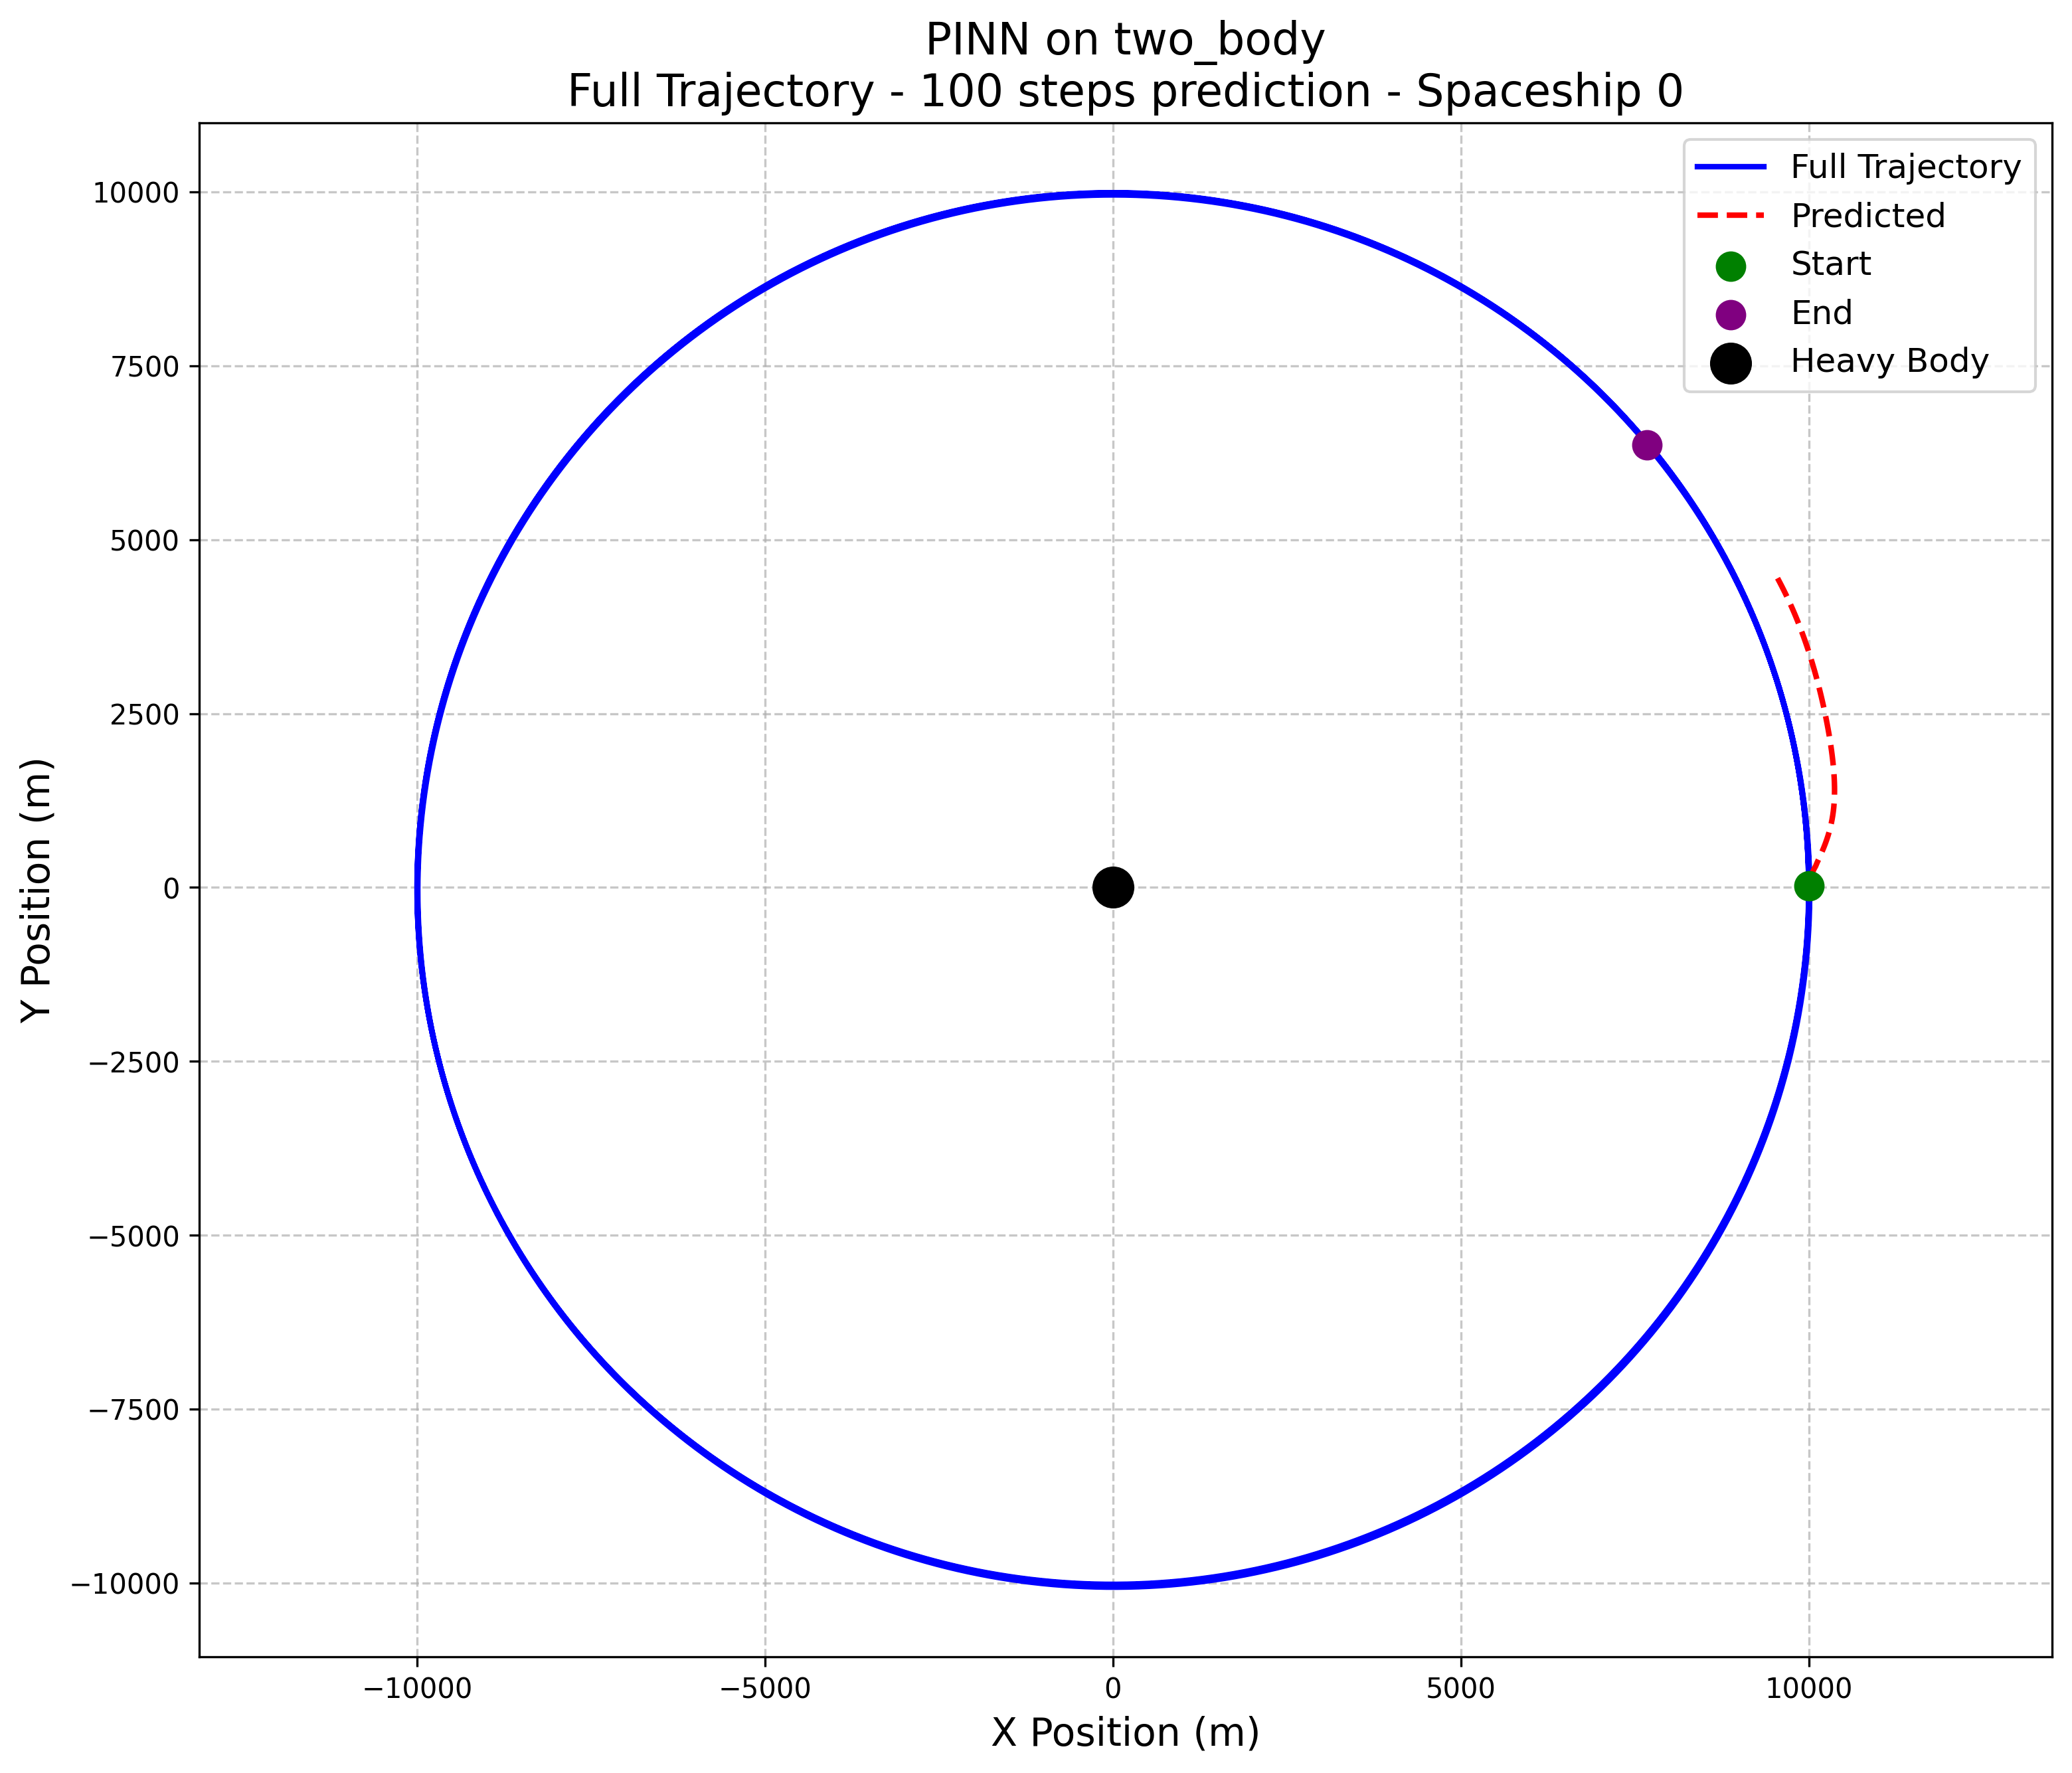 PINN on two_body
Full Trajectory - 100 steps prediction - Spaceship 0
Full Trajectory
Predicted
Start
End
Heavy Body
10000
7500
5000
2500
0
−2500
−5000
−7500
−10000
Y Position (m)
−10000
−5000
0
5000
10000
X Position (m)